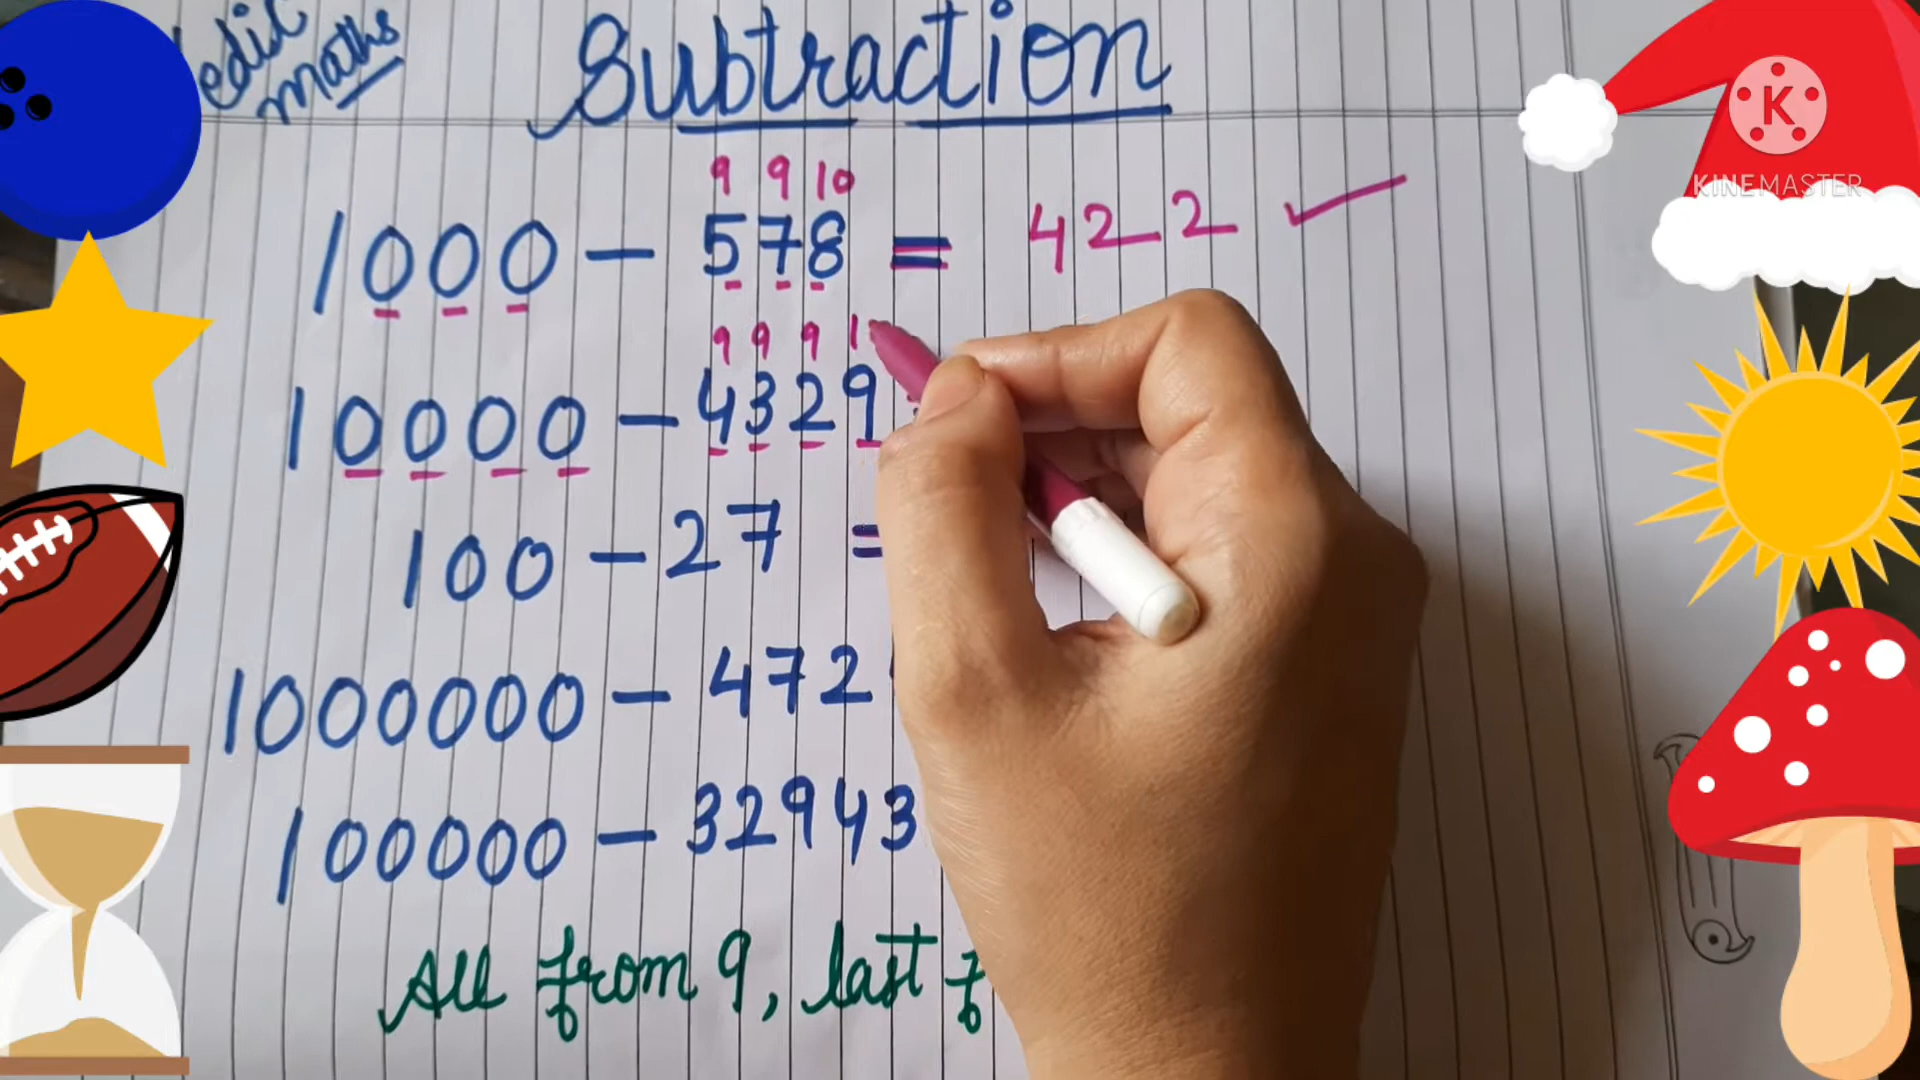 Vedic
maths
Subtraction
KINEMASTER
9 9 10
1000 - 578 = 422 ✓
9 9 9 1
10000 - 4329
100 - 27 =
1000000 - 472
100000 - 32943
All from 9, last f